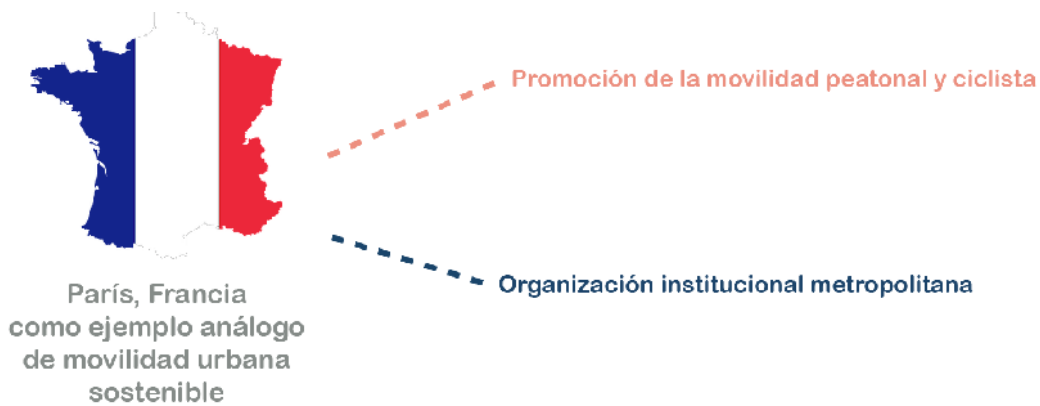 Promoción de la movilidad peatonal y ciclista
Organización institucional metropolitana
París, Francia
como ejemplo análogo
de movilidad urbana
sostenible